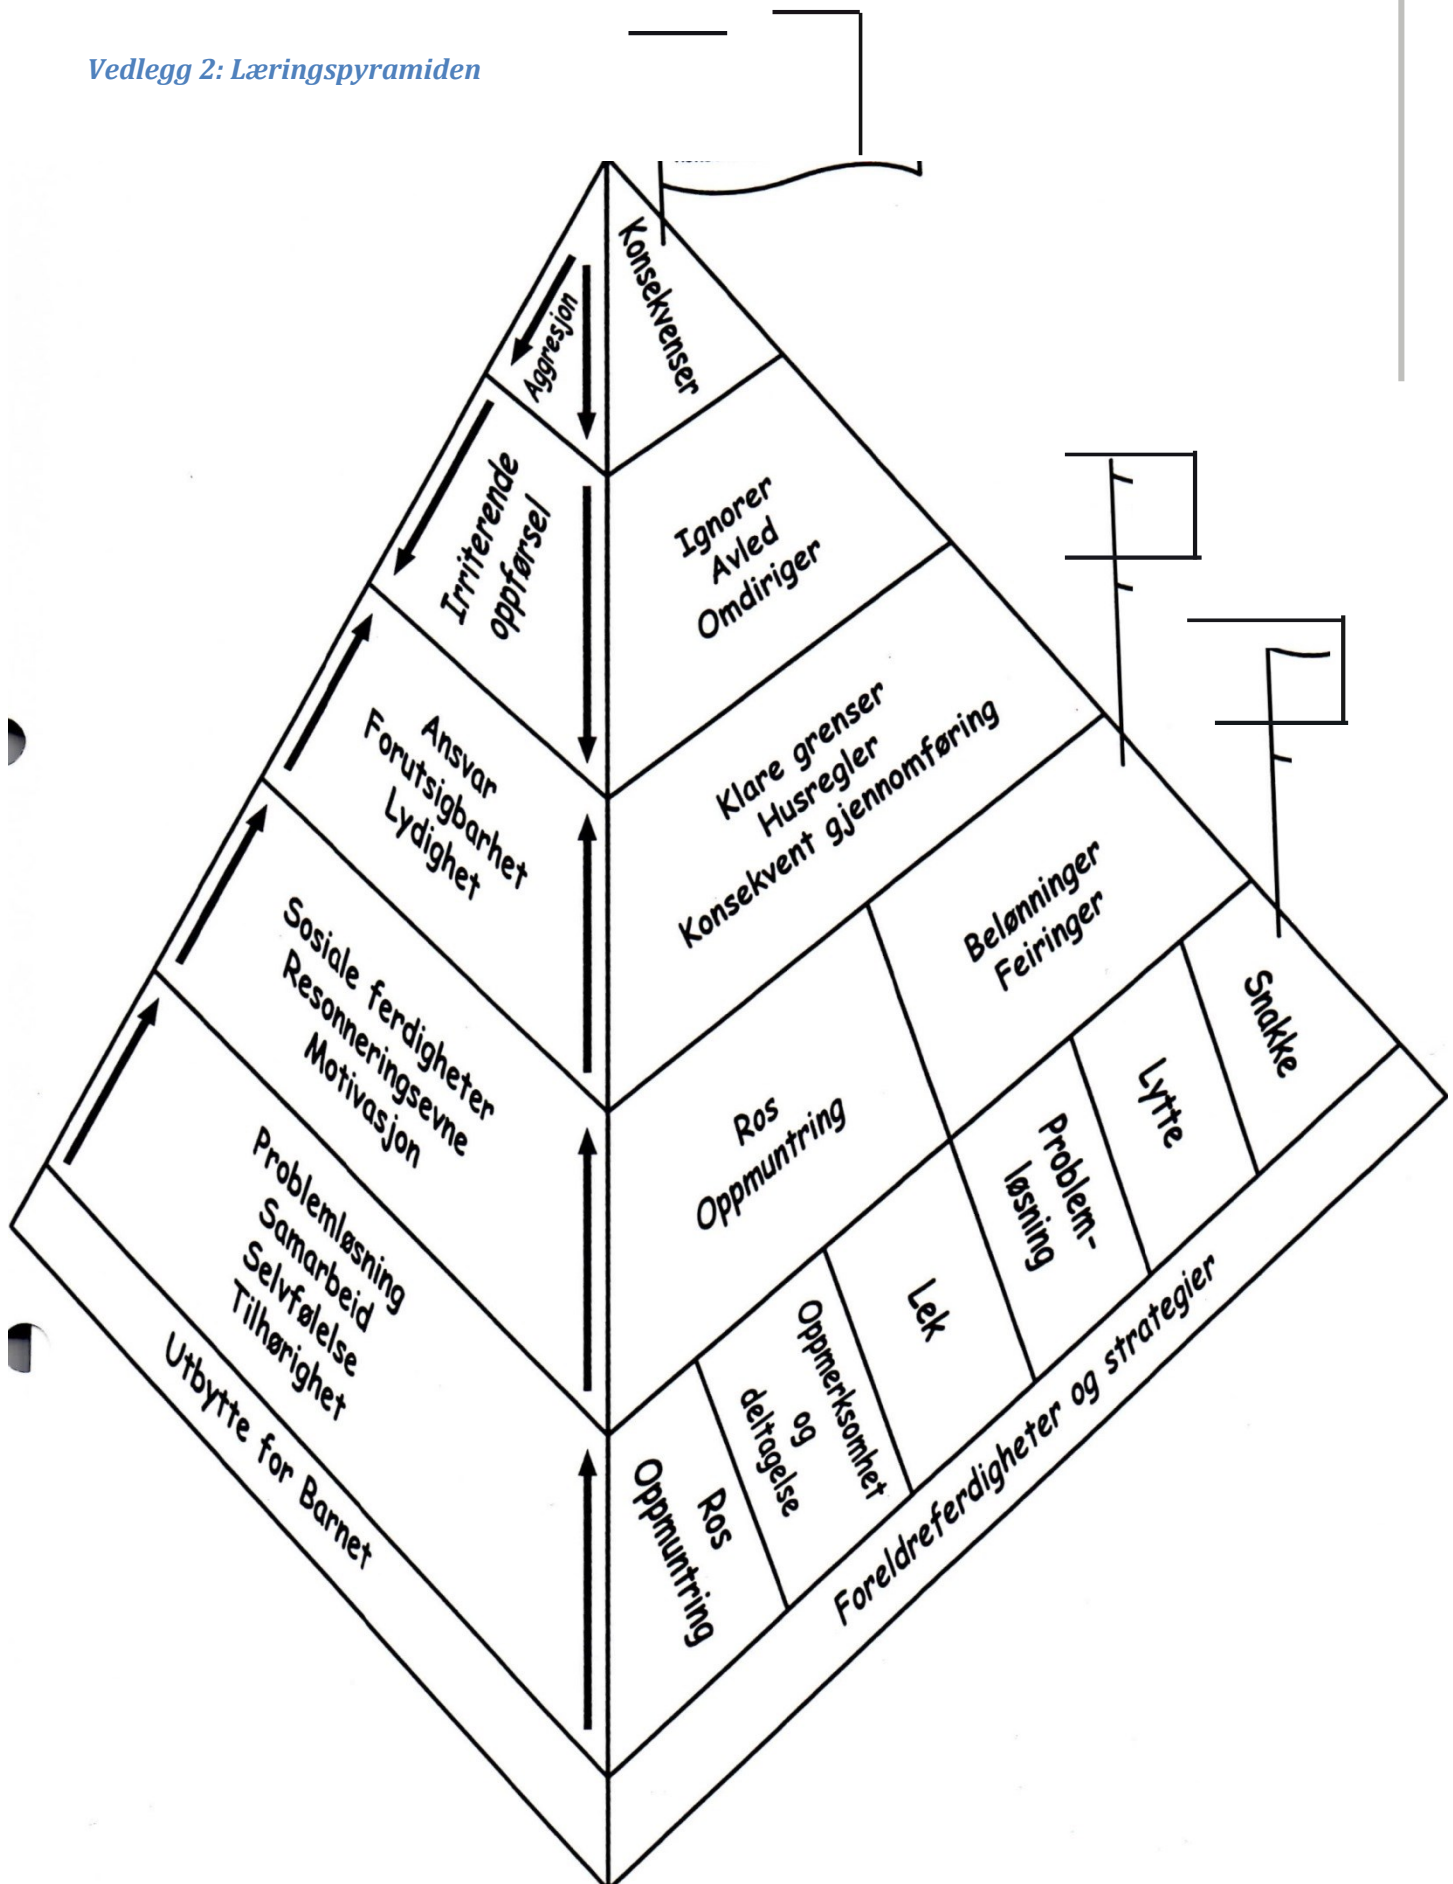 Vedlegg 2: Læringspyramiden
Aggresjon
Konsekvenser
Irriterende
oppførsel
Ignorer
Avled
Omdiriger
Ansvar
Forutsigbarhet
Lydighet
Klare grenser
Husregler
Konsekvent gjennomføring
Sosiale ferdigheter
Resonneringsevne
Motivasjon
Ros
Oppmuntring
Belønninger
Feiringer
Problemløsning
Samarbeid
Selvfølelse
Tilhørighet
Ros
Oppmuntring
Oppmerksomhet
og
deltagelse
Lek
Problem-
løsning
Lytte
Snakke
Utbytte for Barnet
Foreldreferdigheter og strategier